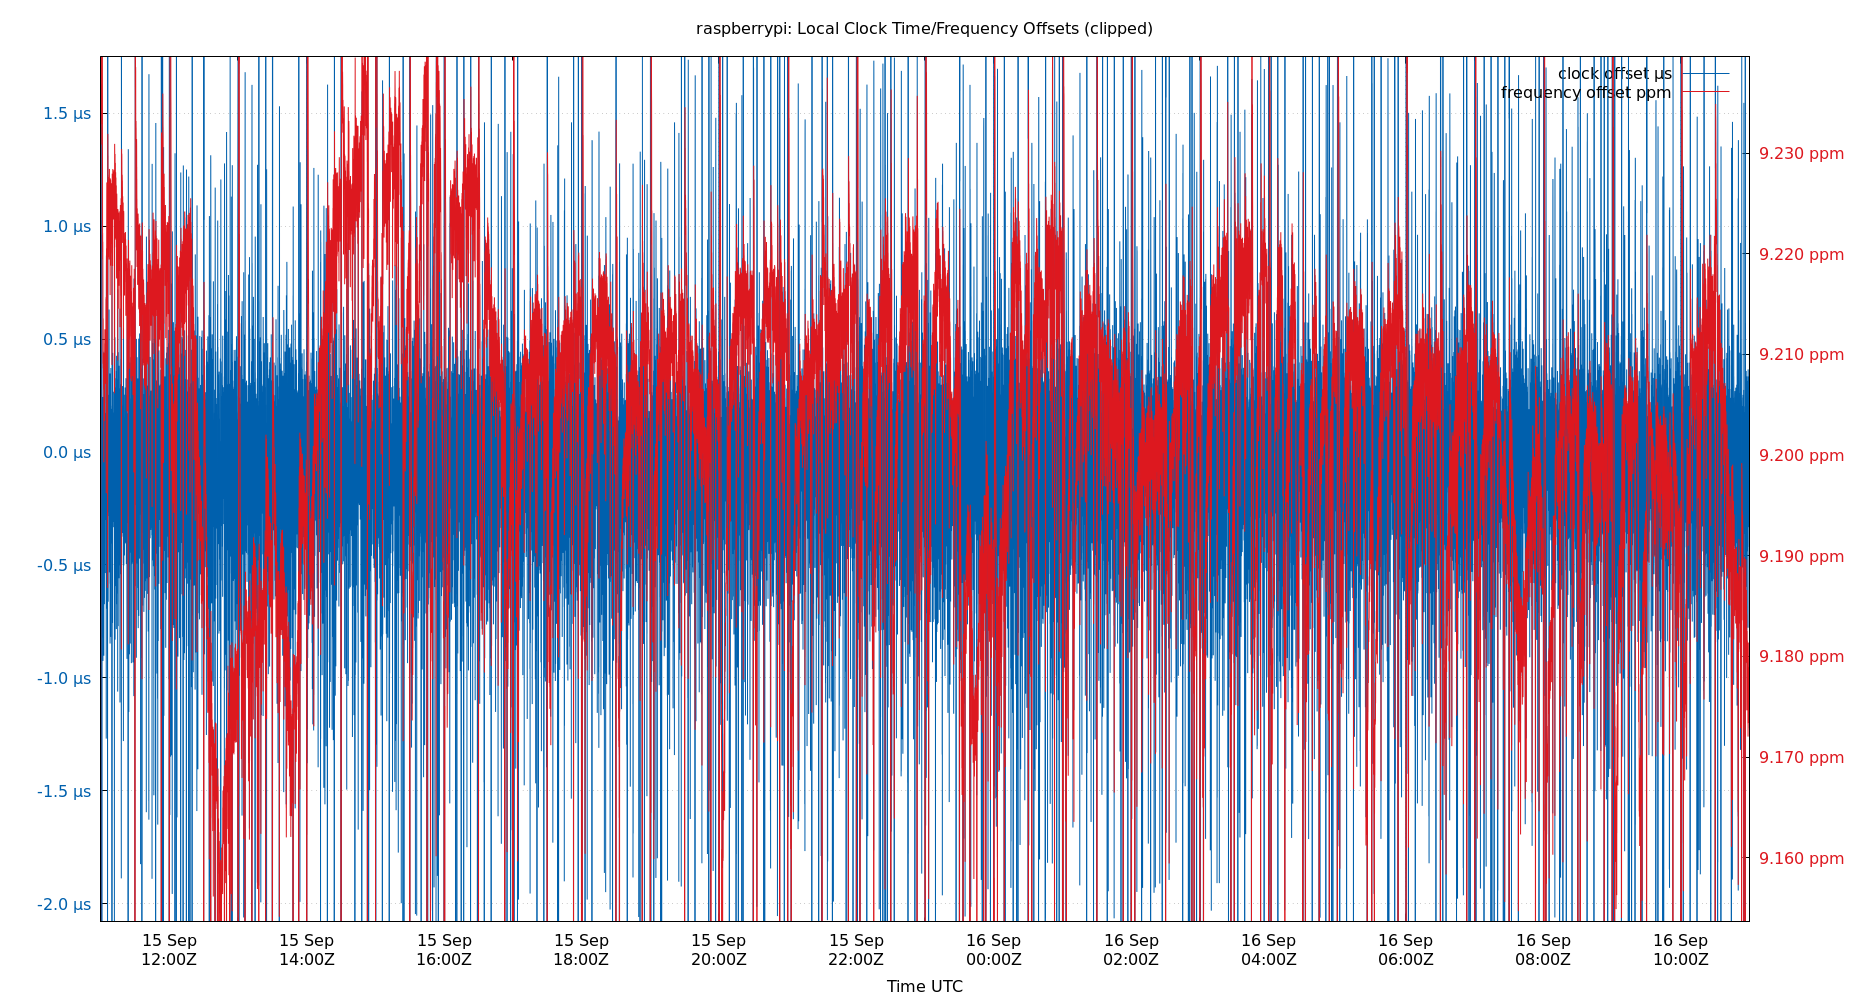 raspberrypi: Local Clock Time/Frequency Offsets (clipped)
clock offset µs
frequency offset ppm
1.5 µs
1.0 µs
0.5 µs
0.0 µs
-0.5 µs
-1.0 µs
-1.5 µs
-2.0 µs
9.230 ppm
9.220 ppm
9.210 ppm
9.200 ppm
9.190 ppm
9.180 ppm
9.170 ppm
9.160 ppm
15 Sep 15 Sep 15 Sep 15 Sep 15 Sep 15 Sep 16 Sep 16 Sep 16 Sep 16 Sep 16 Sep 16 Sep
12:00Z 14:00Z 16:00Z 18:00Z 20:00Z 22:00Z 00:00Z 02:00Z 04:00Z 06:00Z 08:00Z 10:00Z
Time UTC